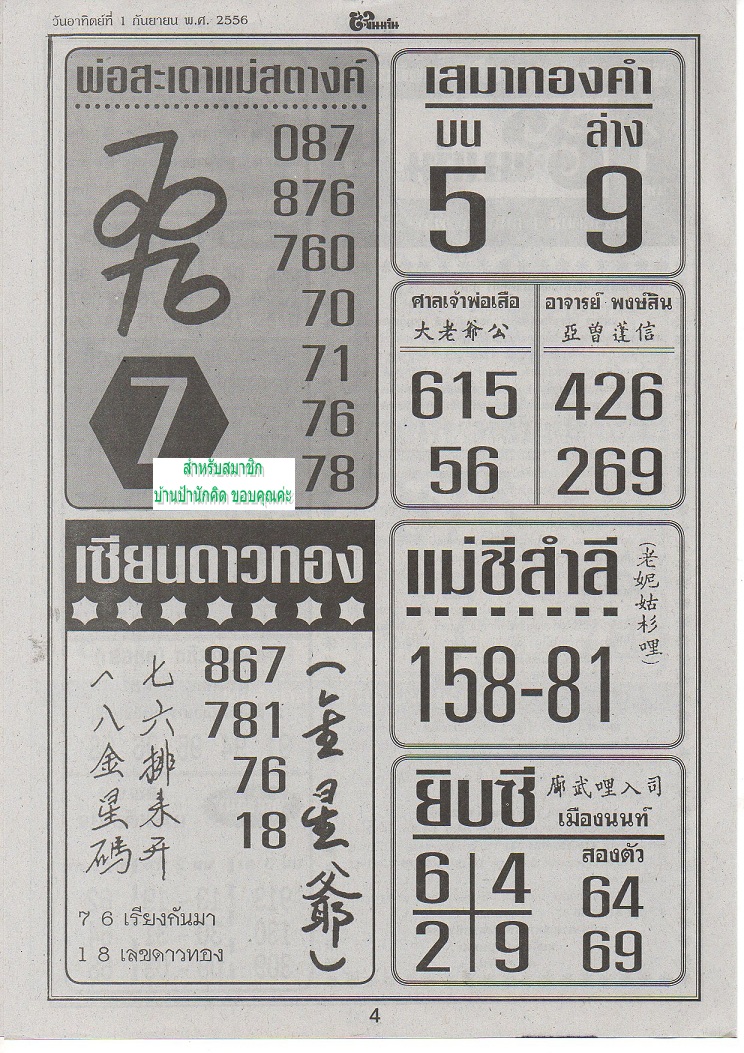 วันอาทิตย์ที่ 1 กันยายน พ.ศ. 2556
พ่อสะเดาแม่สตางค์
087
876
760
70
71
76
78
7
สำหรับสมาชิก
บ้านป้านักคิด ขอบคุณค่ะ
เสมาทองคำ
บน ล่าง
5 9
ศาลเจ้าพ่อเสือ
大老爺公
615
56
อาจารย์ พงษ์สิน
亞曾蓬信
426
269
เซียนดาวทอง
867
781
76
18
七六排来开
八金星碼
(金星爺)
7 6 เรียงกันมา
1 8 เลขดาวทอง
แม่ชีสำลี
(老妮姑杉哩)
158-81
ยิบซี
廊武哩入司
เมืองนนท์
6 4
2 9
สองตัว
64
69
4